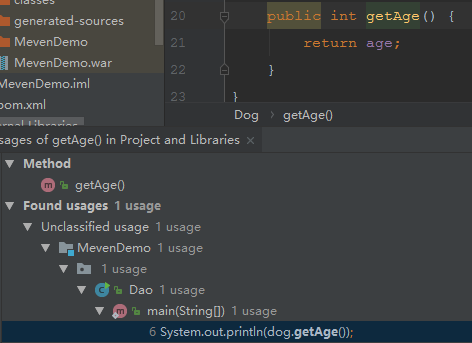 classes
generated-sources
MevenDemo
MevenDemo.war
MevenDemo.iml
pom.xml
20 public int getAge() {
21 return age;
22 }
23 }
Dog > getAge()
sages of getAge() in Project and Libraries ×
Method
m getAge()
Found usages 1 usage
Unclassified usage 1 usage
MevenDemo 1 usage
1 usage
C Dao 1 usage
m main(String[]) 1 usage
6 System.out.println(dog.getAge());